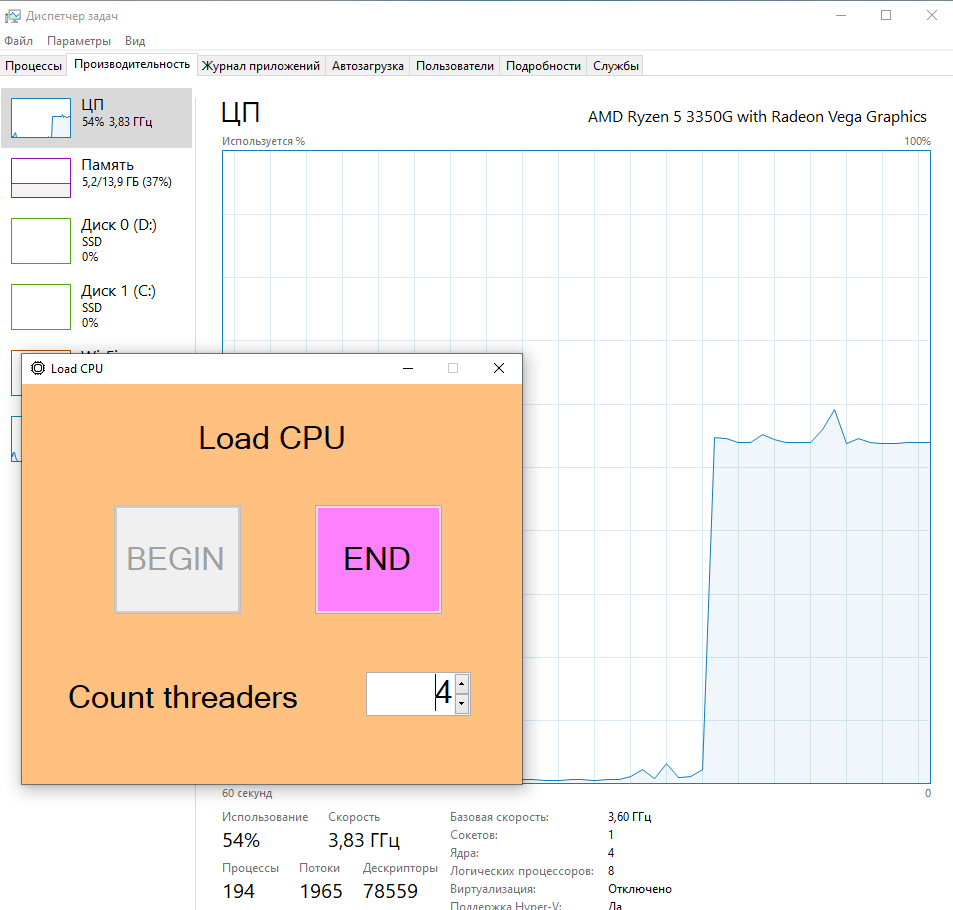 Диспетчер задач
Файл Параметры Вид
Процессы Производительность Журнал приложений Автозагрузка Пользователи Подробности Службы
ЦП
54% 3,83 ГГц
Память
5,2/13,9 ГБ (37%)
Диск 0 (D:)
SSD
0%
Диск 1 (C:)
SSD
0%
ЦП
AMD Ryzen 5 3350G with Radeon Vega Graphics
Используется %
100%
Load CPU
Load CPU
BEGIN
END
Count threaders
4
60 секунд
0
Использование
54%
Скорость
3,83 ГГц
Процессы
194
Потоки
1965
Дескрипторы
78559
Базовая скорость: 3,60 ГГц
Сокетов: 1
Ядра: 4
Логических процессоров: 8
Виртуализация: Отключено
Поддержка Hyper-V: Да